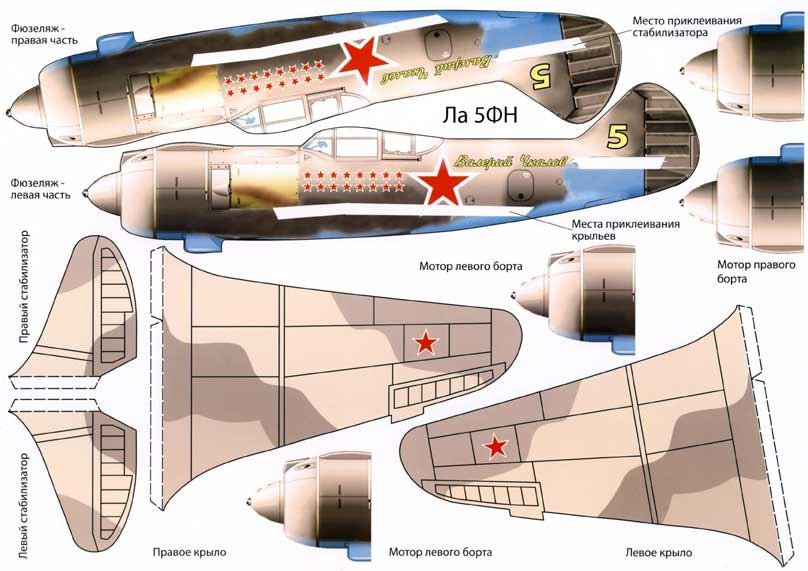 Фюзеляж -
правая часть
Место приклеивания
стабилизатора
Валерий Чкалов
5
Ла 5ФН
5
Валерий Чкалов
Фюзеляж -
левая часть
Места приклеивания
крыльев
Мотор левого борта
Мотор правого
борта
Правый стабилизатор
Левый стабилизатор
Правое крыло
Мотор левого борта
Левое крыло